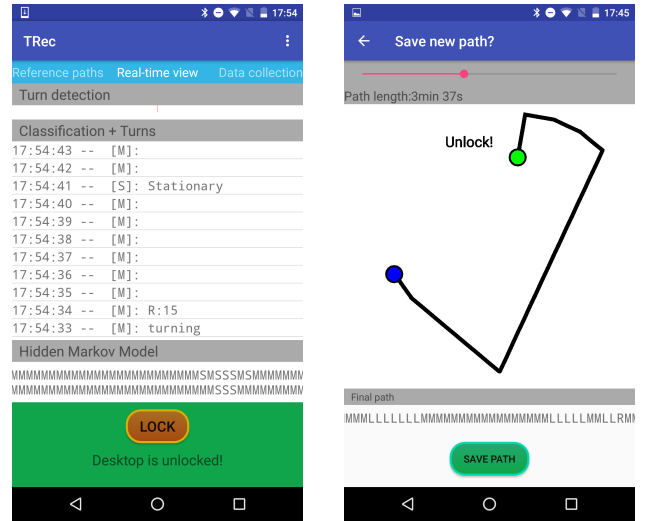 17:54
TRec
Reference paths Real-time view Data collection
Turn detection
Classification + Turns
17:54:43 -- [M]:
17:54:42 -- [M]:
17:54:41 -- [S]: Stationary
17:54:40 -- [M]:
17:54:39 -- [M]:
17:54:38 -- [M]:
17:54:37 -- [M]:
17:54:36 -- [M]:
17:54:35 -- [M]:
17:54:34 -- [M]: R:15
17:54:33 -- [M]: turning
Hidden Markov Model
MMMMMMMMMMMMMMMMMMMMMMMMMSMSSSMSMMMMMMM
MMMMMMMMMMMMMMMMMMMMMMMMMMMSSSMMMMMMMMM
LOCK
Desktop is unlocked!
17:45
Save new path?
Path length:3min 37s
Unlock!
Final path
MMMLLLLLLLMMMMMMMMMMMMMMMMMLLLLLMMLLRMM
SAVE PATH